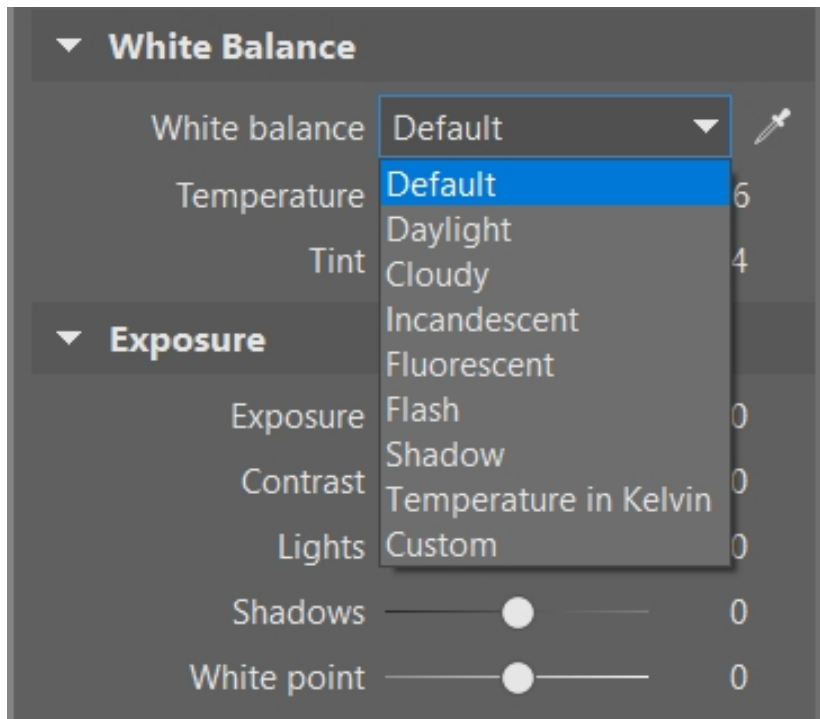 White Balance
White balance Default
Default
Temperature 6
Daylight
Tint 4
Cloudy
Incandescent
Exposure
Fluorescent
Exposure Flash 0
Shadow
Contrast 0
Temperature in Kelvin
Lights Custom 0
Shadows 0
White point 0